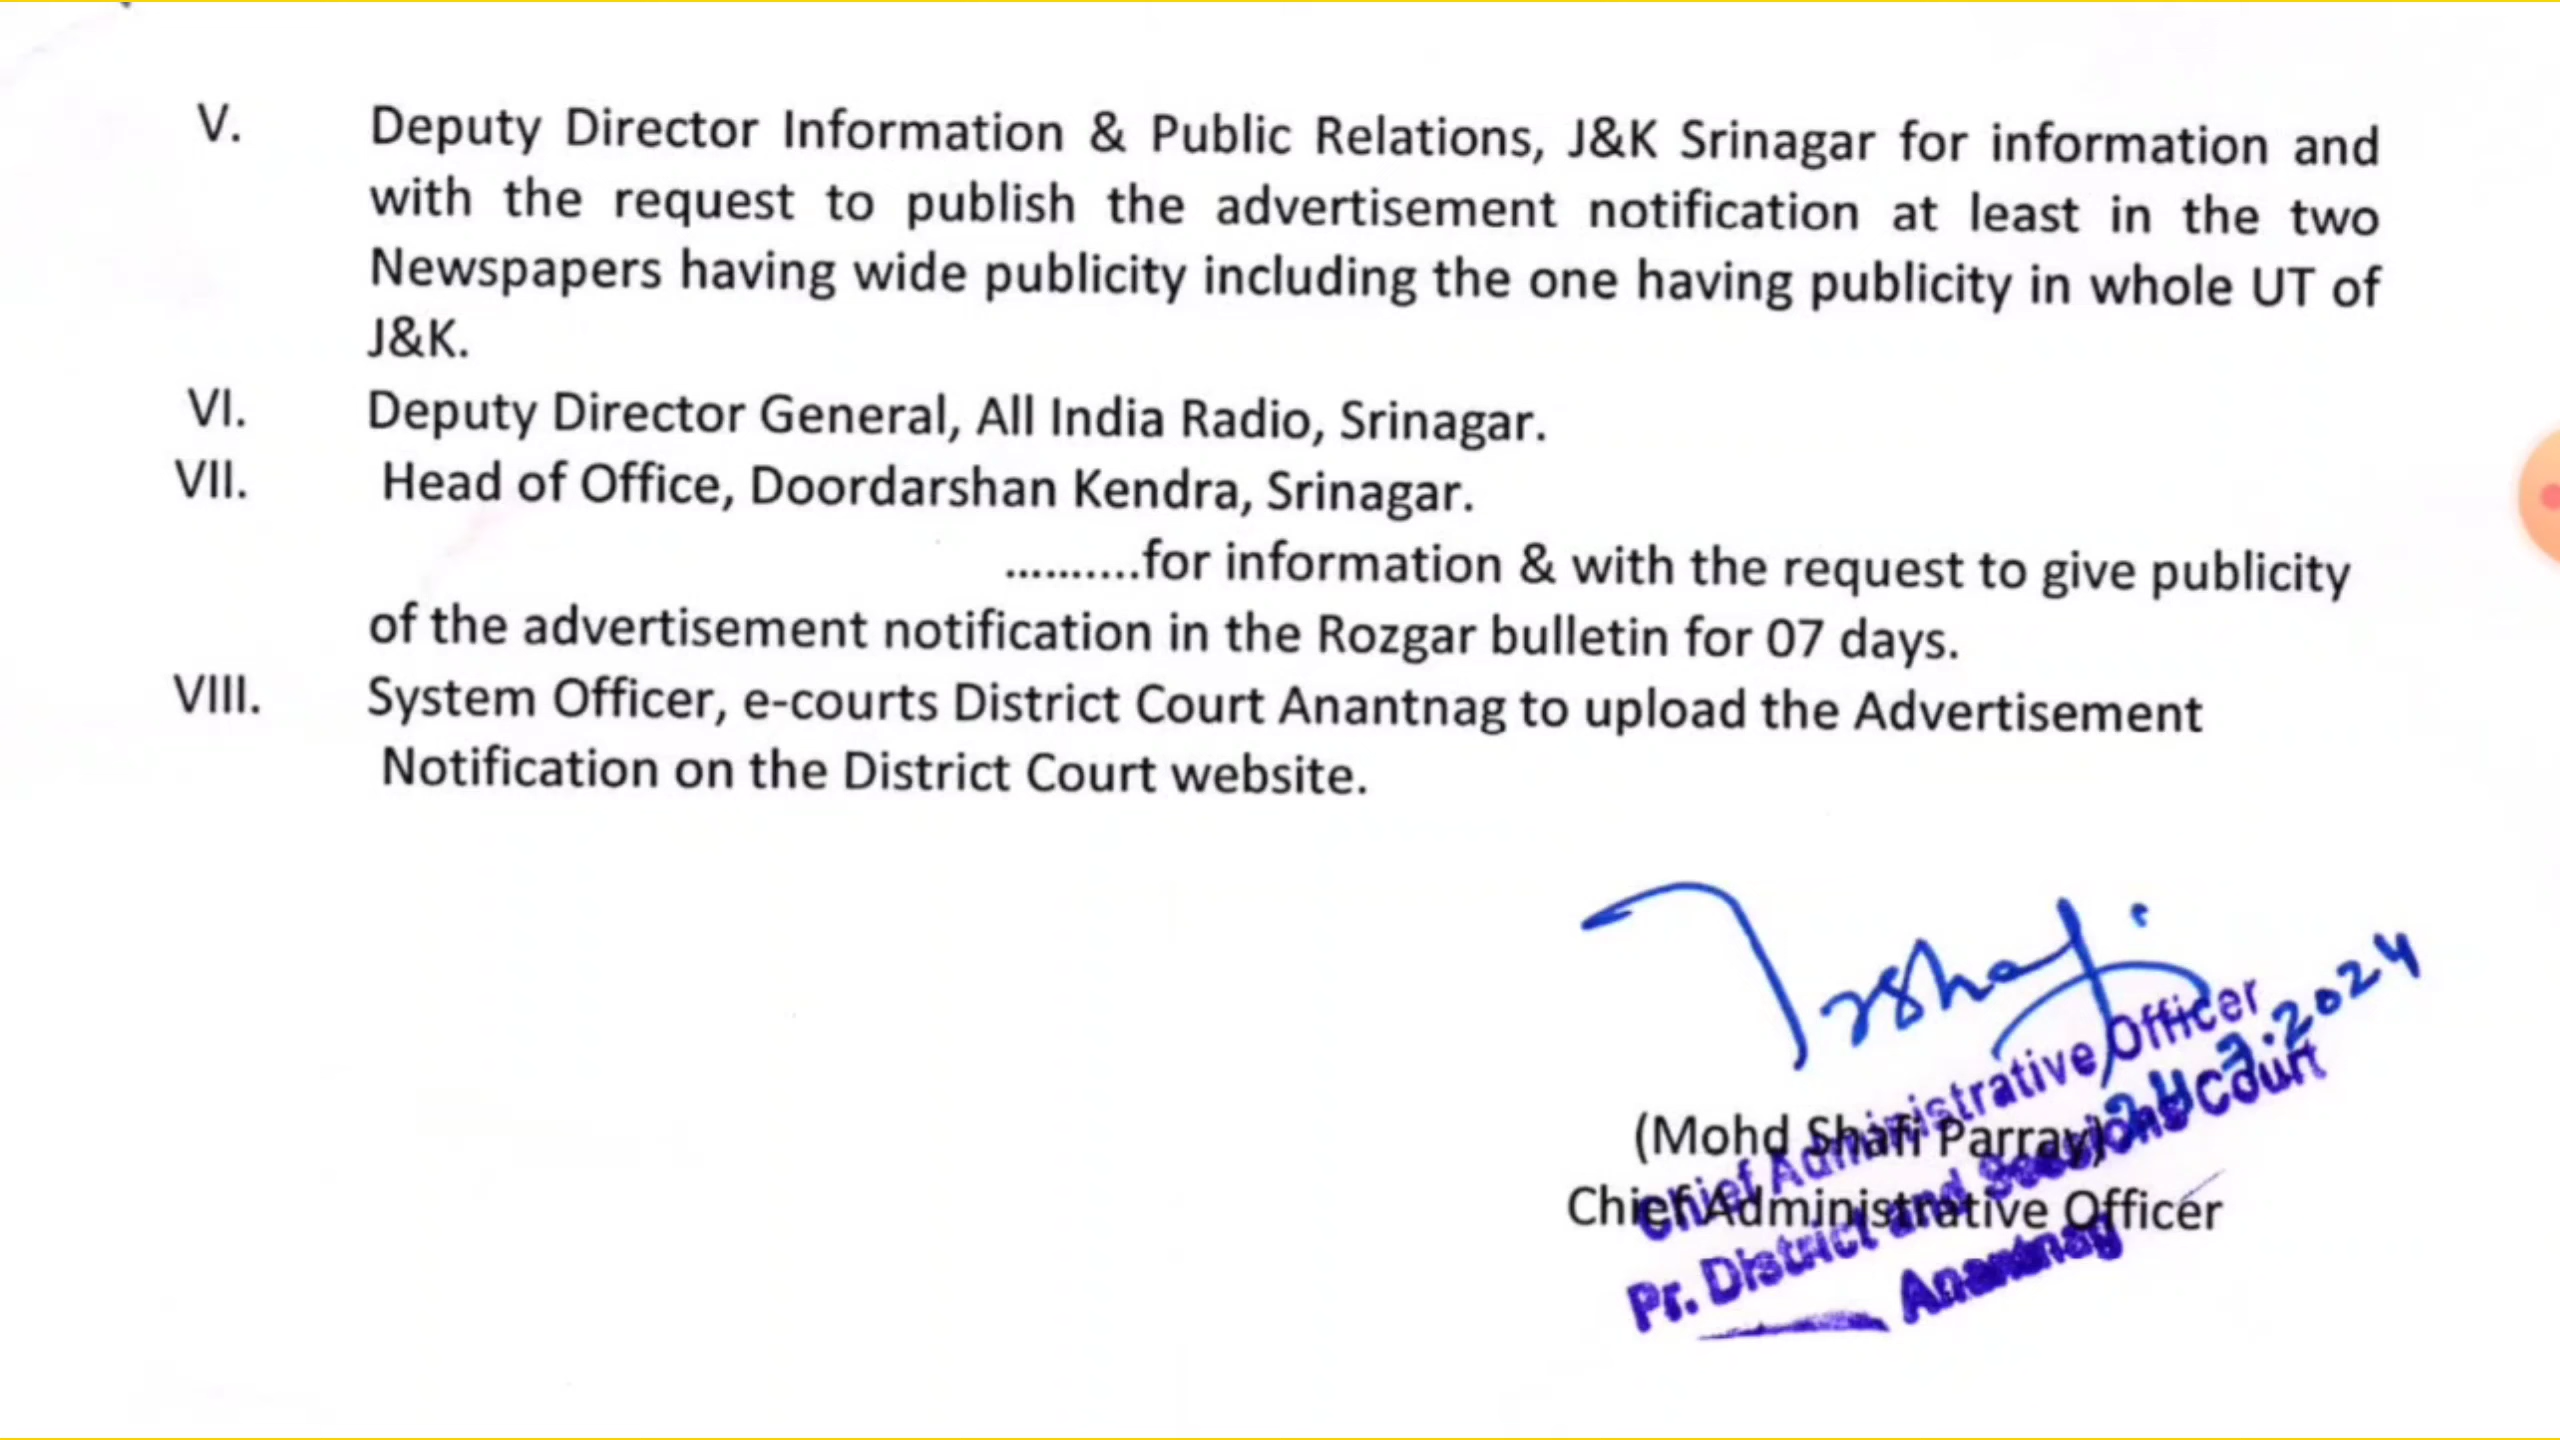 V. Deputy Director Information & Public Relations, J&K Srinagar for information and
with the request to publish the advertisement notification at least in the two
Newspapers having wide publicity including the one having publicity in whole UT of
J&K.
VI. Deputy Director General, All India Radio, Srinagar.
VII. Head of Office, Doordarshan Kendra, Srinagar.
..........for information & with the request to give publicity
of the advertisement notification in the Rozgar bulletin for 07 days.
VIII. System Officer, e-courts District Court Anantnag to upload the Advertisement
Notification on the District Court website.
(Mohd Shafi Parray)
Chief Administrative Officer
Chief Administrative Officer
Pr. District and Sessions Court
Anantnag
2024